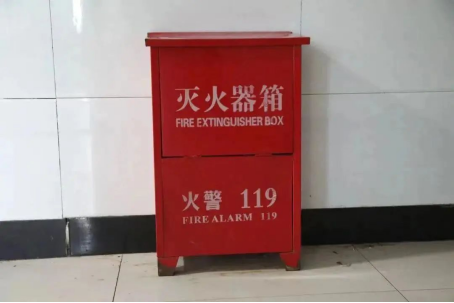 灭火器箱
FIRE EXTINGUISHER BOX
火警 119
FIRE ALARM 119